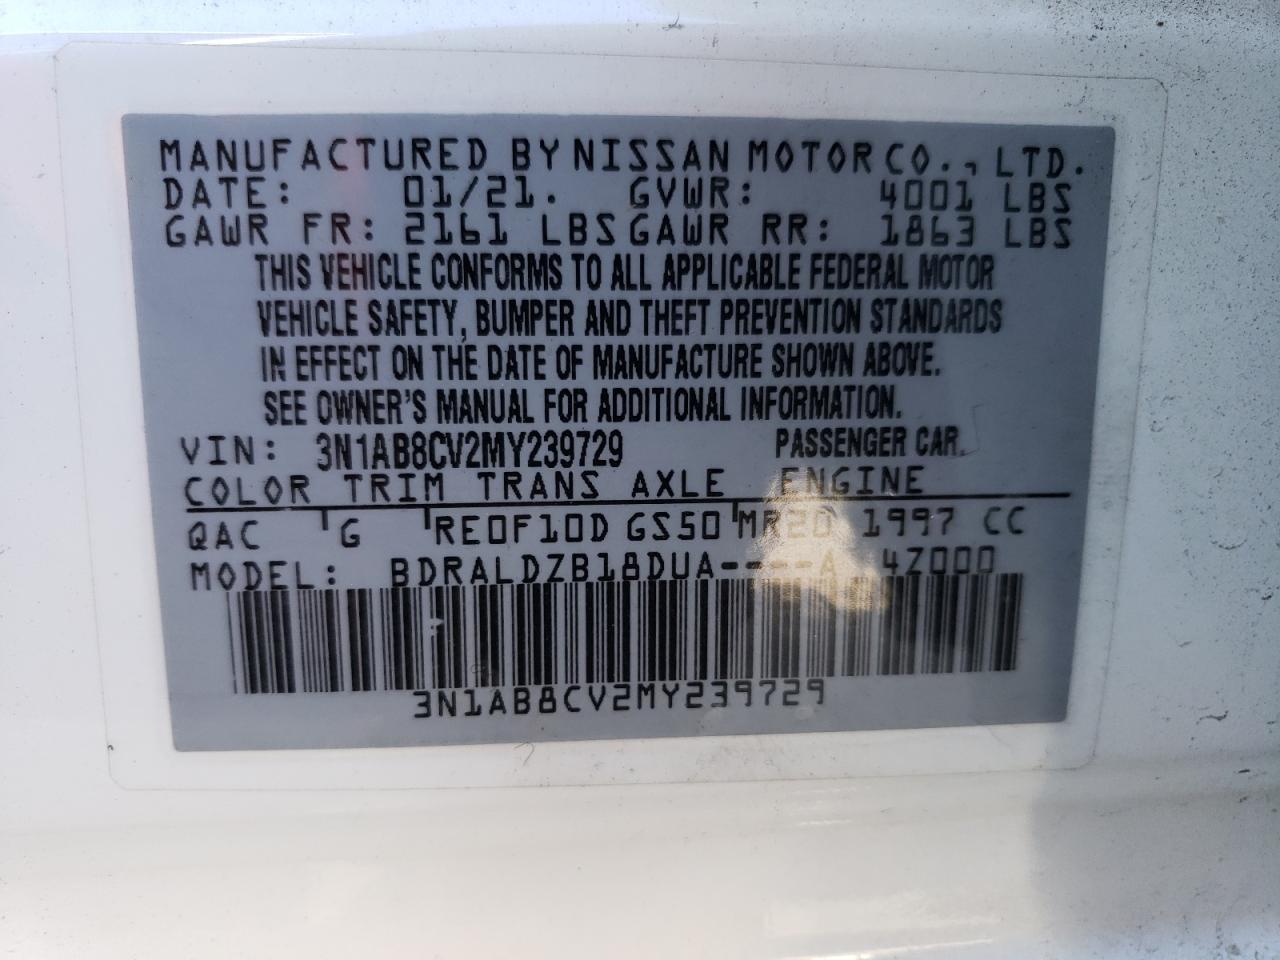 MANUFACTURED BY NISSAN MOTOR CO., LTD.
DATE: 01/21. GVWR: 4001 LBS
GAWR FR: 2161 LBS GAWR RR: 1863 LBS
THIS VEHICLE CONFORMS TO ALL APPLICABLE FEDERAL MOTOR
VEHICLE SAFETY, BUMPER AND THEFT PREVENTION STANDARDS
IN EFFECT ON THE DATE OF MANUFACTURE SHOWN ABOVE.
SEE OWNER'S MANUAL FOR ADDITIONAL INFORMATION.
VIN: 3N1AB8CV2MY239729 PASSENGER CAR.
COLOR TRIM TRANS AXLE ENGINE
QAC G RE0F10D GS50 MR20 1997 CC
MODEL: BDRALDZB18DUA----A 4Z000
3N1AB8CV2MY239729